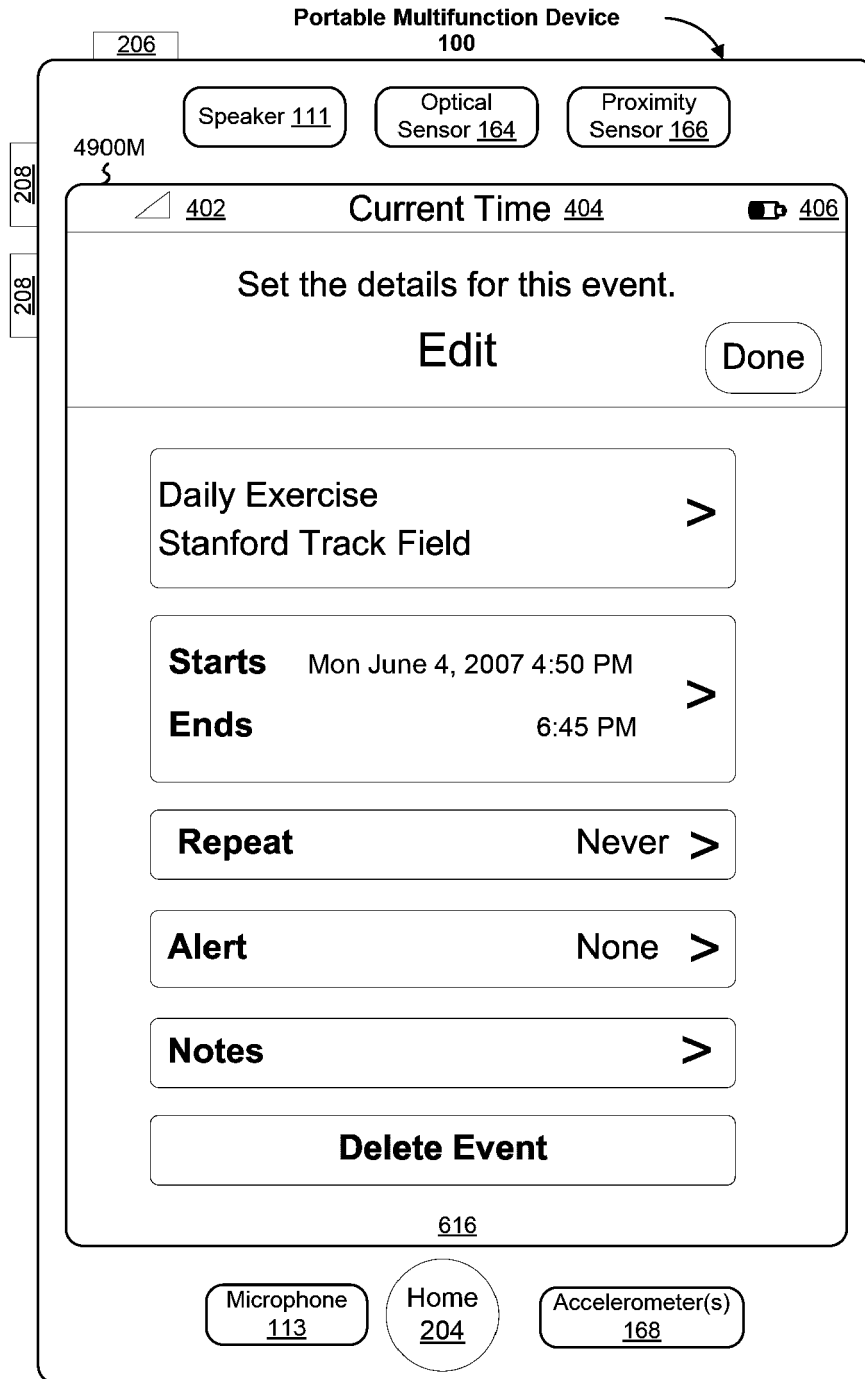 Portable Multifunction Device
100
206
Speaker 111
Optical
Sensor 164
Proximity
Sensor 166
4900M
208
208
402
Current Time 404
406
Set the details for this event.
Edit
Done
Daily Exercise
Stanford Track Field
>
Starts Mon June 4, 2007 4:50 PM
>
Ends 6:45 PM
Repeat Never >
Alert None >
Notes >
Delete Event
616
Microphone
113
Home
204
Accelerometer(s)
168